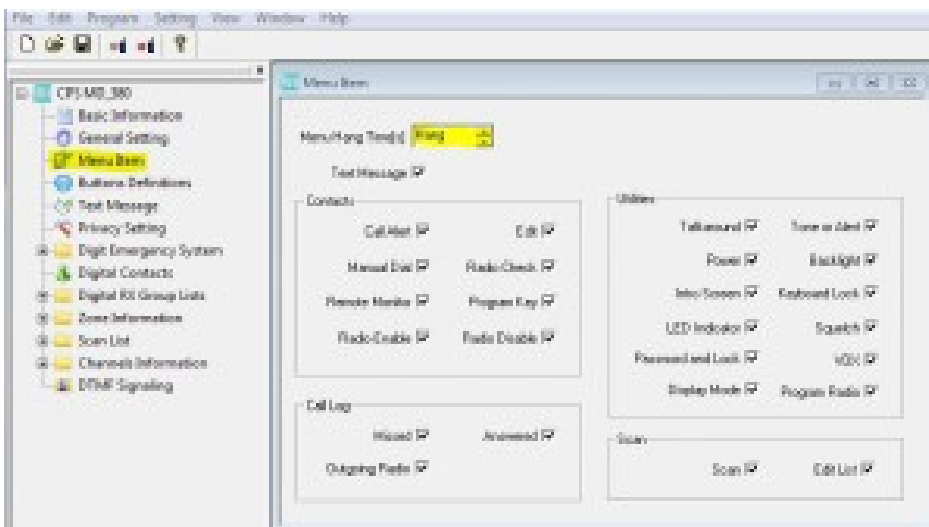 File Edit Program Setting View Window Help
CPS MD_380
Basic Information
General Setting
Menu Item
Buttons Definitions
Text Message
Privacy Setting
Digit Emergency System
Digital Contacts
Digital RX Group Lists
Zone Information
Scan List
Channels Information
DTMF Signaling
Menu Item
Menu Hang Time[s] Hang
Text Message
Contacts
Call Alert Edit
Manual Dial Radio Check
Remote Monitor Program Key
Radio Enable Radio Disable
Call Log
Missed Answered
Outgoing Radio
Utilities
Talkaround Tone or Alert
Power Backlight
Intro Screen Keyboard Lock
LED Indicator Squelch
Password and Lock VOX
Display Mode Program Radio
Scan
Scan Edit List